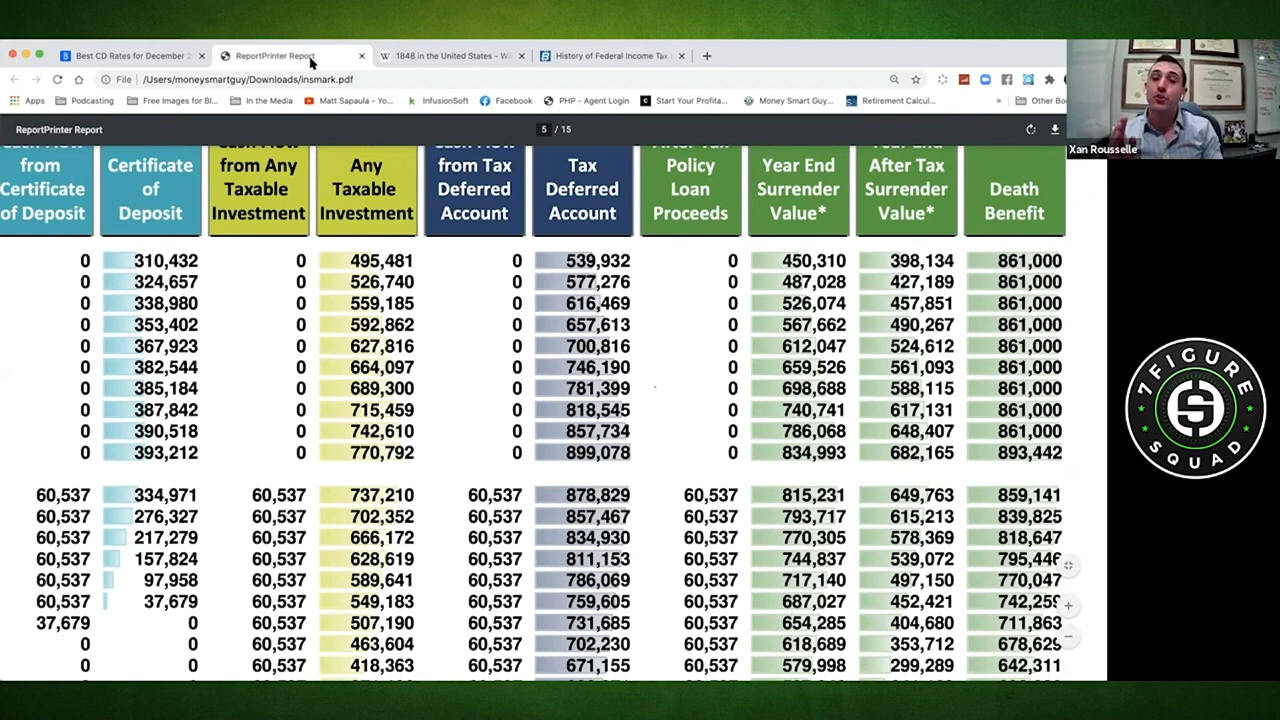 Best CD Rates for December 2
ReportPrinter Report
1848 in the United States - Wi
History of Federal Income Tax
File | /Users/moneysmartguy/Downloads/insmark.pdf
Apps Podcasting Free Images for Bl... In the Media Matt Sapaula - Yo... InfusionSoft Facebook PHP - Agent Login Start Your Profita... Money Smart Guy... Retirement Calcul... » Other Bo
ReportPrinter Report 5 / 15
Xan Rousselle
from Certificate of Deposit
Certificate of Deposit
from Any Taxable Investment
Any Taxable Investment
from Tax Deferred Account
Tax Deferred Account
Policy Loan Proceeds
Year End Surrender Value*
After Tax Surrender Value*
Death Benefit
0 310,432 0 495,481 0 539,932 0 450,310 398,134 861,000
0 324,657 0 526,740 0 577,276 0 487,028 427,189 861,000
0 338,980 0 559,185 0 616,469 0 526,074 457,851 861,000
0 353,402 0 592,862 0 657,613 0 567,662 490,267 861,000
0 367,923 0 627,816 0 700,816 0 612,047 524,612 861,000
0 382,544 0 664,097 0 746,190 0 659,526 561,093 861,000
0 385,184 0 689,300 0 781,399 0 698,688 588,115 861,000
0 387,842 0 715,459 0 818,545 0 740,741 617,131 861,000
0 390,518 0 742,610 0 857,734 0 786,068 648,407 861,000
0 393,212 0 770,792 0 899,078 0 834,993 682,165 893,442
60,537 334,971 60,537 737,210 60,537 878,829 60,537 815,231 649,763 859,141
60,537 276,327 60,537 702,352 60,537 857,467 60,537 793,717 615,213 839,825
60,537 217,279 60,537 666,172 60,537 834,930 60,537 770,305 578,369 818,647
60,537 157,824 60,537 628,619 60,537 811,153 60,537 744,837 539,072 795,446
60,537 97,958 60,537 589,641 60,537 786,069 60,537 717,140 497,150 770,047
60,537 37,679 60,537 549,183 60,537 759,605 60,537 687,027 452,421 742,259
37,679 0 60,537 507,190 60,537 731,685 60,537 654,285 404,680 711,863
0 0 60,537 463,604 60,537 702,230 60,537 618,689 353,712 678,629
0 0 60,537 418,363 60,537 671,155 60,537 579,998 299,289 642,311
7FIGURE
SQUAD